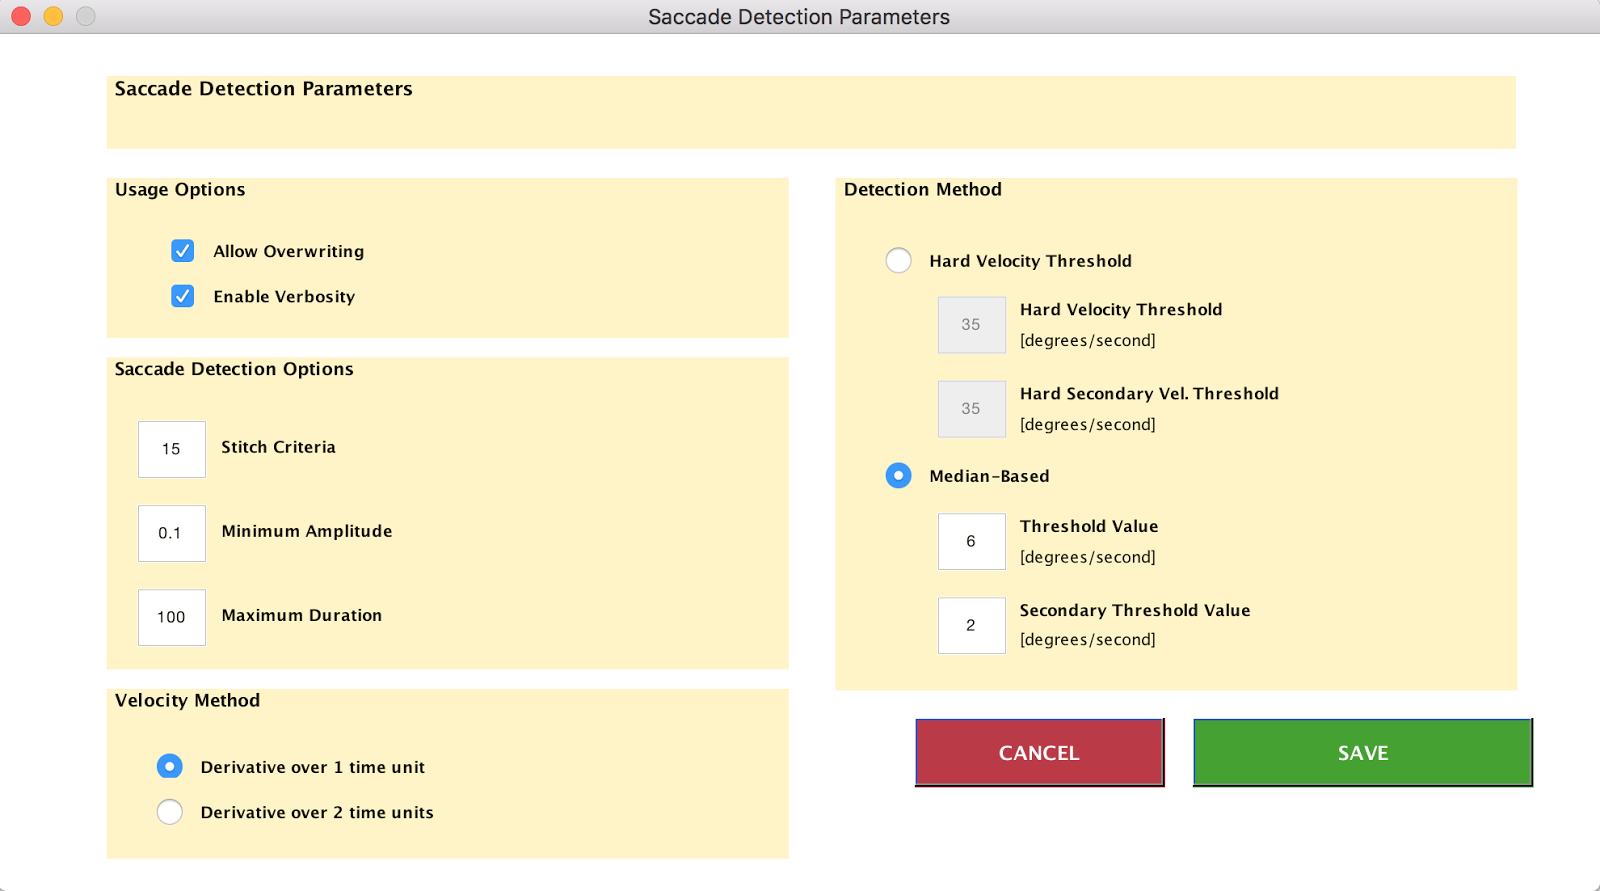 Saccade Detection Parameters
Saccade Detection Parameters
Usage Options
Allow Overwriting
Enable Verbosity
Saccade Detection Options
15 Stitch Criteria
0.1 Minimum Amplitude
100 Maximum Duration
Velocity Method
Derivative over 1 time unit
Derivative over 2 time units
Detection Method
Hard Velocity Threshold
35 Hard Velocity Threshold
[degrees/second]
35 Hard Secondary Vel. Threshold
[degrees/second]
Median-Based
6 Threshold Value
[degrees/second]
2 Secondary Threshold Value
[degrees/second]
CANCEL
SAVE